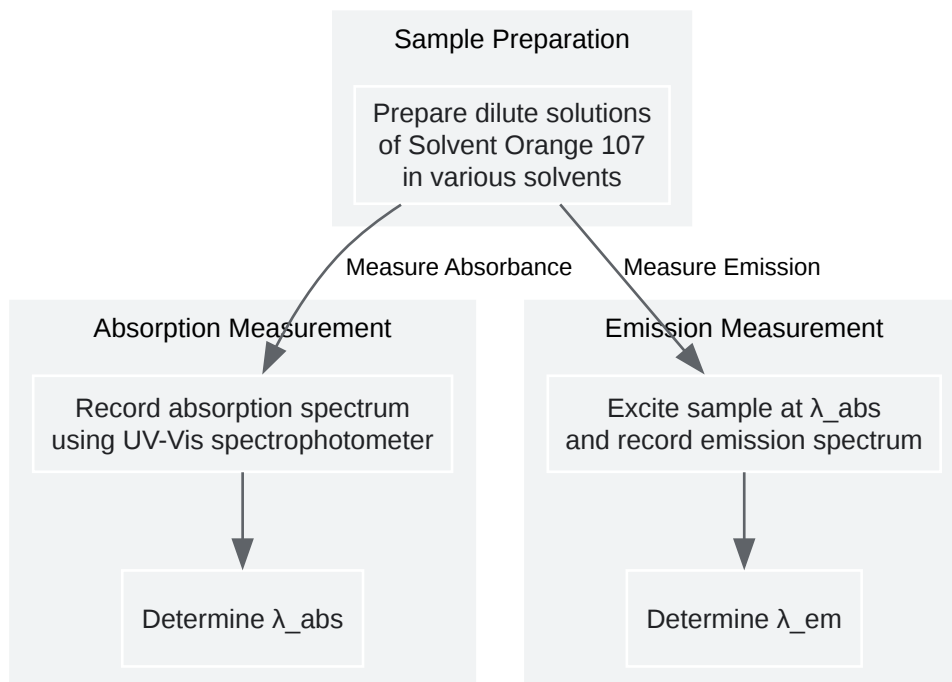 Sample Preparation
Prepare dilute solutions
of Solvent Orange 107
in various solvents
Measure Absorbance
Measure Emission
Absorption Measurement
Record absorption spectrum
using UV-Vis spectrophotometer
Determine λ_abs
Emission Measurement
Excite sample at λ_abs
and record emission spectrum
Determine λ_em